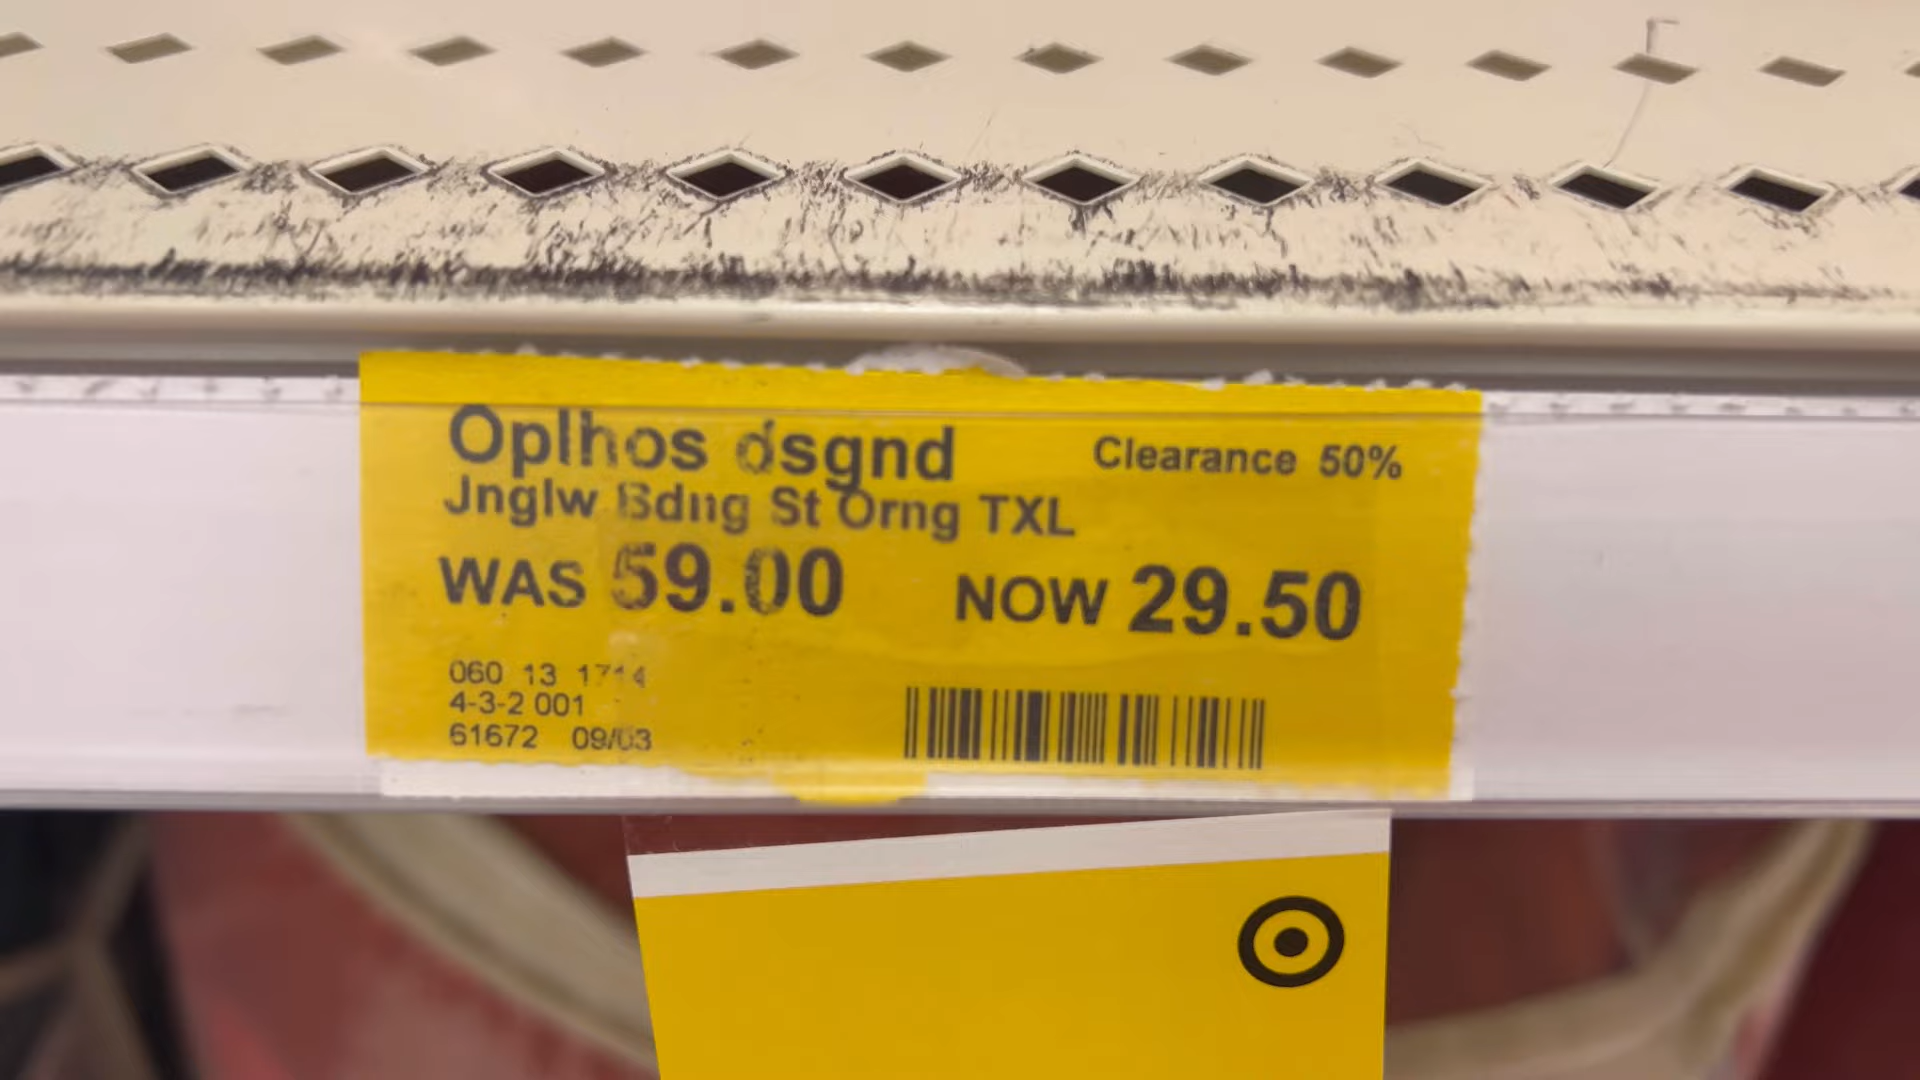 Oplhos dsgnd
Clearance 50%
Jnglw Bdng St Orng TXL
WAS 59.00
NOW 29.50
060 13 1714
4-3-2 001
61672 09/03